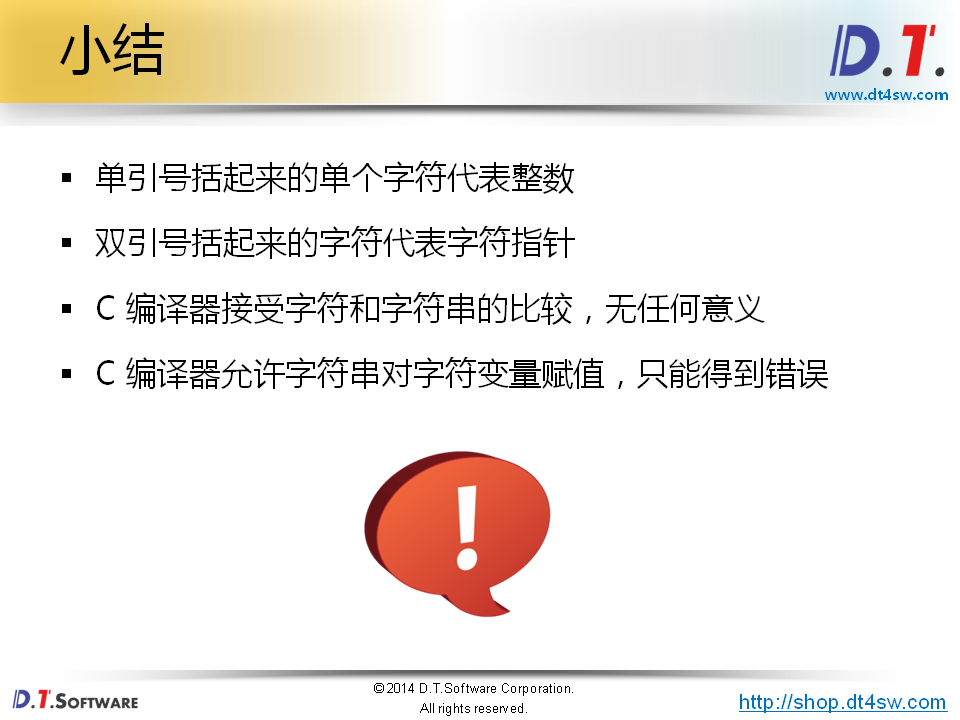 小结
D.T.
www.dt4sw.com
▪ 单引号括起来的单个字符代表整数
▪ 双引号括起来的字符代表字符指针
▪ C 编译器接受字符和字符串的比较，无任何意义
▪ C 编译器允许字符串对字符变量赋值，只能得到错误
!
D.T.SOFTWARE
©2014 D.T.Software Corporation.
All rights reserved.
http://shop.dt4sw.com